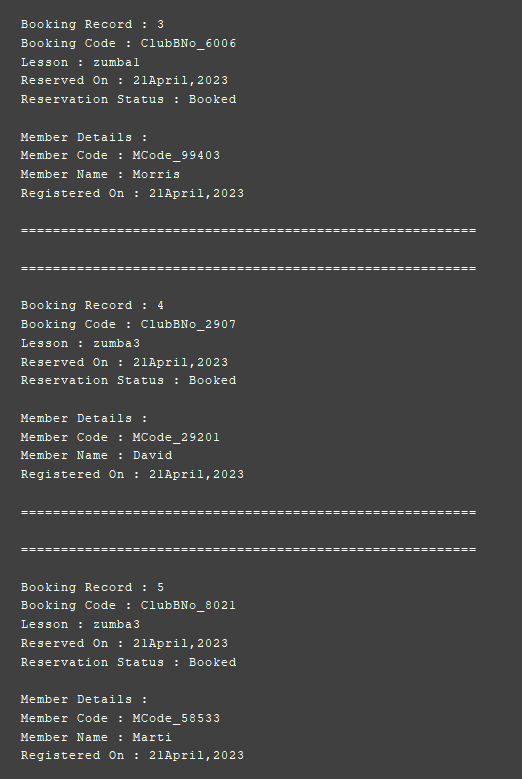 Booking Record : 3
Booking Code : ClubBNo_6006
Lesson : zumba1
Reserved On : 21April,2023
Reservation Status : Booked
Member Details :
Member Code : MCode_99403
Member Name : Morris
Registered On : 21April,2023
=========================================================
=========================================================
Booking Record : 4
Booking Code : ClubBNo_2907
Lesson : zumba3
Reserved On : 21April,2023
Reservation Status : Booked
Member Details :
Member Code : MCode_29201
Member Name : David
Registered On : 21April,2023
=========================================================
=========================================================
Booking Record : 5
Booking Code : ClubBNo_8021
Lesson : zumba3
Reserved On : 21April,2023
Reservation Status : Booked
Member Details :
Member Code : MCode_58533
Member Name : Marti
Registered On : 21April,2023